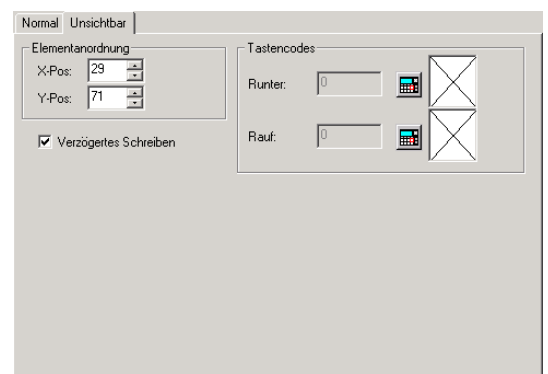 Normal Unsichtbar
Elementanordnung
X-Pos: 29
Y-Pos: 71
Verzögertes Schreiben
Tastencodes
Runter: 0
Rauf: 0